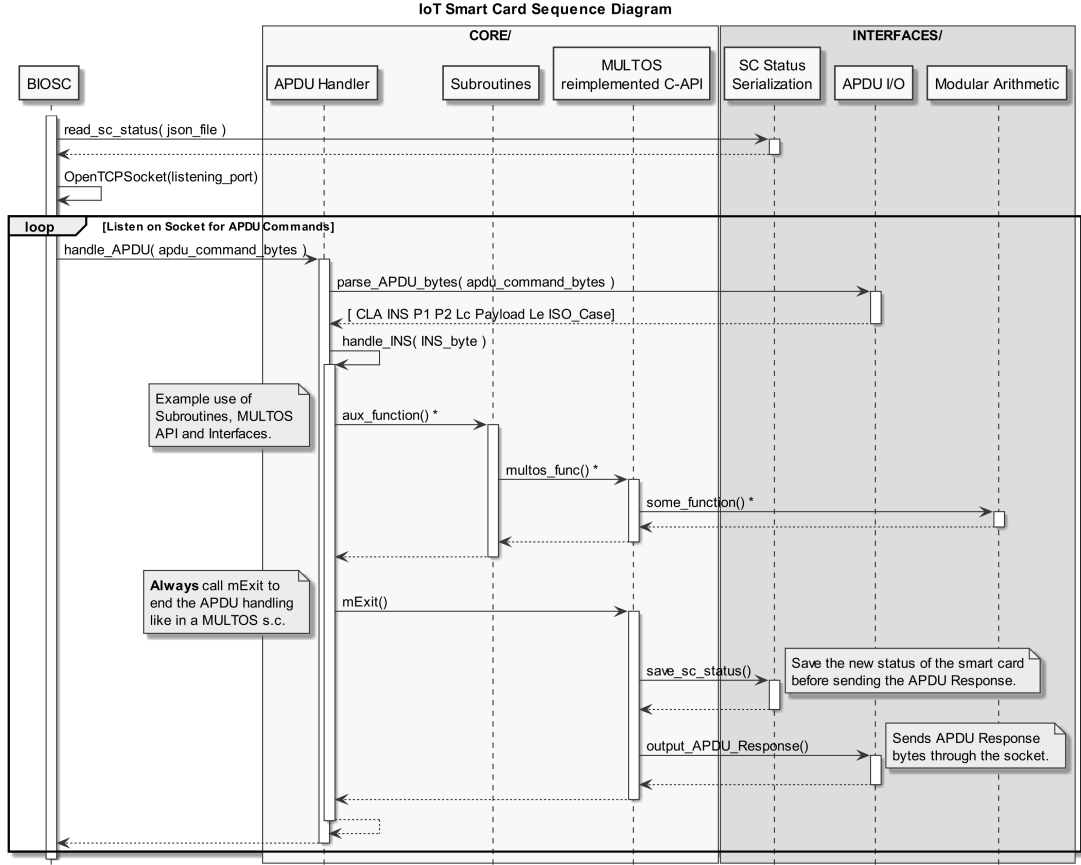 IoT Smart Card Sequence Diagram
CORE/
INTERFACES/
BIOSC
APDU Handler
Subroutines
MULTOS
reimplemented C-API
SC Status
Serialization
APDU I/O
Modular Arithmetic
read_sc_status( json_file )
OpenTCPSocket(listening_port)
loop
[Listen on Socket for APDU Commands]
handle_APDU( apdu_command_bytes )
parse_APDU_bytes( apdu_command_bytes )
[ CLA INS P1 P2 Lc Payload Le ISO_Case]
handle_INS( INS_byte )
Example use of
Subroutines, MULTOS
API and Interfaces.
aux_function() *
multos_func() *
some_function() *
Always call mExit to
end the APDU handling
like in a MULTOS s.c.
mExit()
save_sc_status()
Save the new status of the smart card
before sending the APDU Response.
output_APDU_Response()
Sends APDU Response
bytes through the socket.